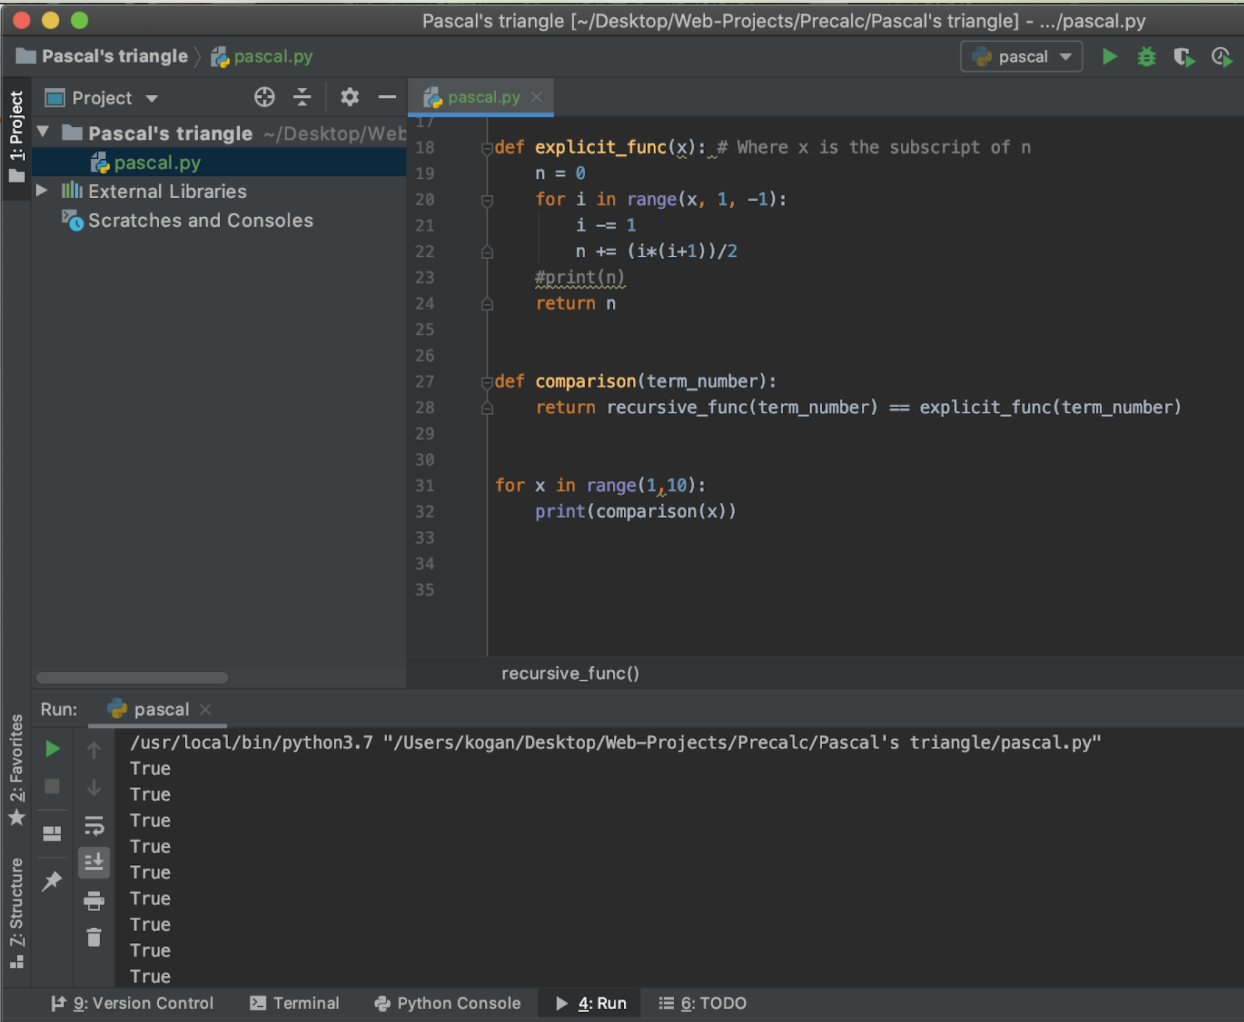 Pascal's triangle [~/Desktop/Web-Projects/Precalc/Pascal's triangle] - .../pascal.py
Pascal's triangle pascal.py pascal
1: Project
Project
pascal.py
Pascal's triangle ~/Desktop/Web
pascal.py
External Libraries
Scratches and Consoles
17
18 def explicit_func(x): # Where x is the subscript of n
19 n = 0
20 for i in range(x, 1, -1):
21 i -= 1
22 n += (i*(i+1))/2
23 #print(n)
24 return n
25
26
27 def comparison(term_number):
28 return recursive_func(term_number) == explicit_func(term_number)
29
30
31 for x in range(1,10):
32 print(comparison(x))
33
34
35
recursive_func()
Run: pascal
2: Favorites
Z: Structure
/usr/local/bin/python3.7 "/Users/kogan/Desktop/Web-Projects/Precalc/Pascal's triangle/pascal.py"
True
True
True
True
True
True
True
True
True
9: Version Control Terminal Python Console 4: Run 6: TODO